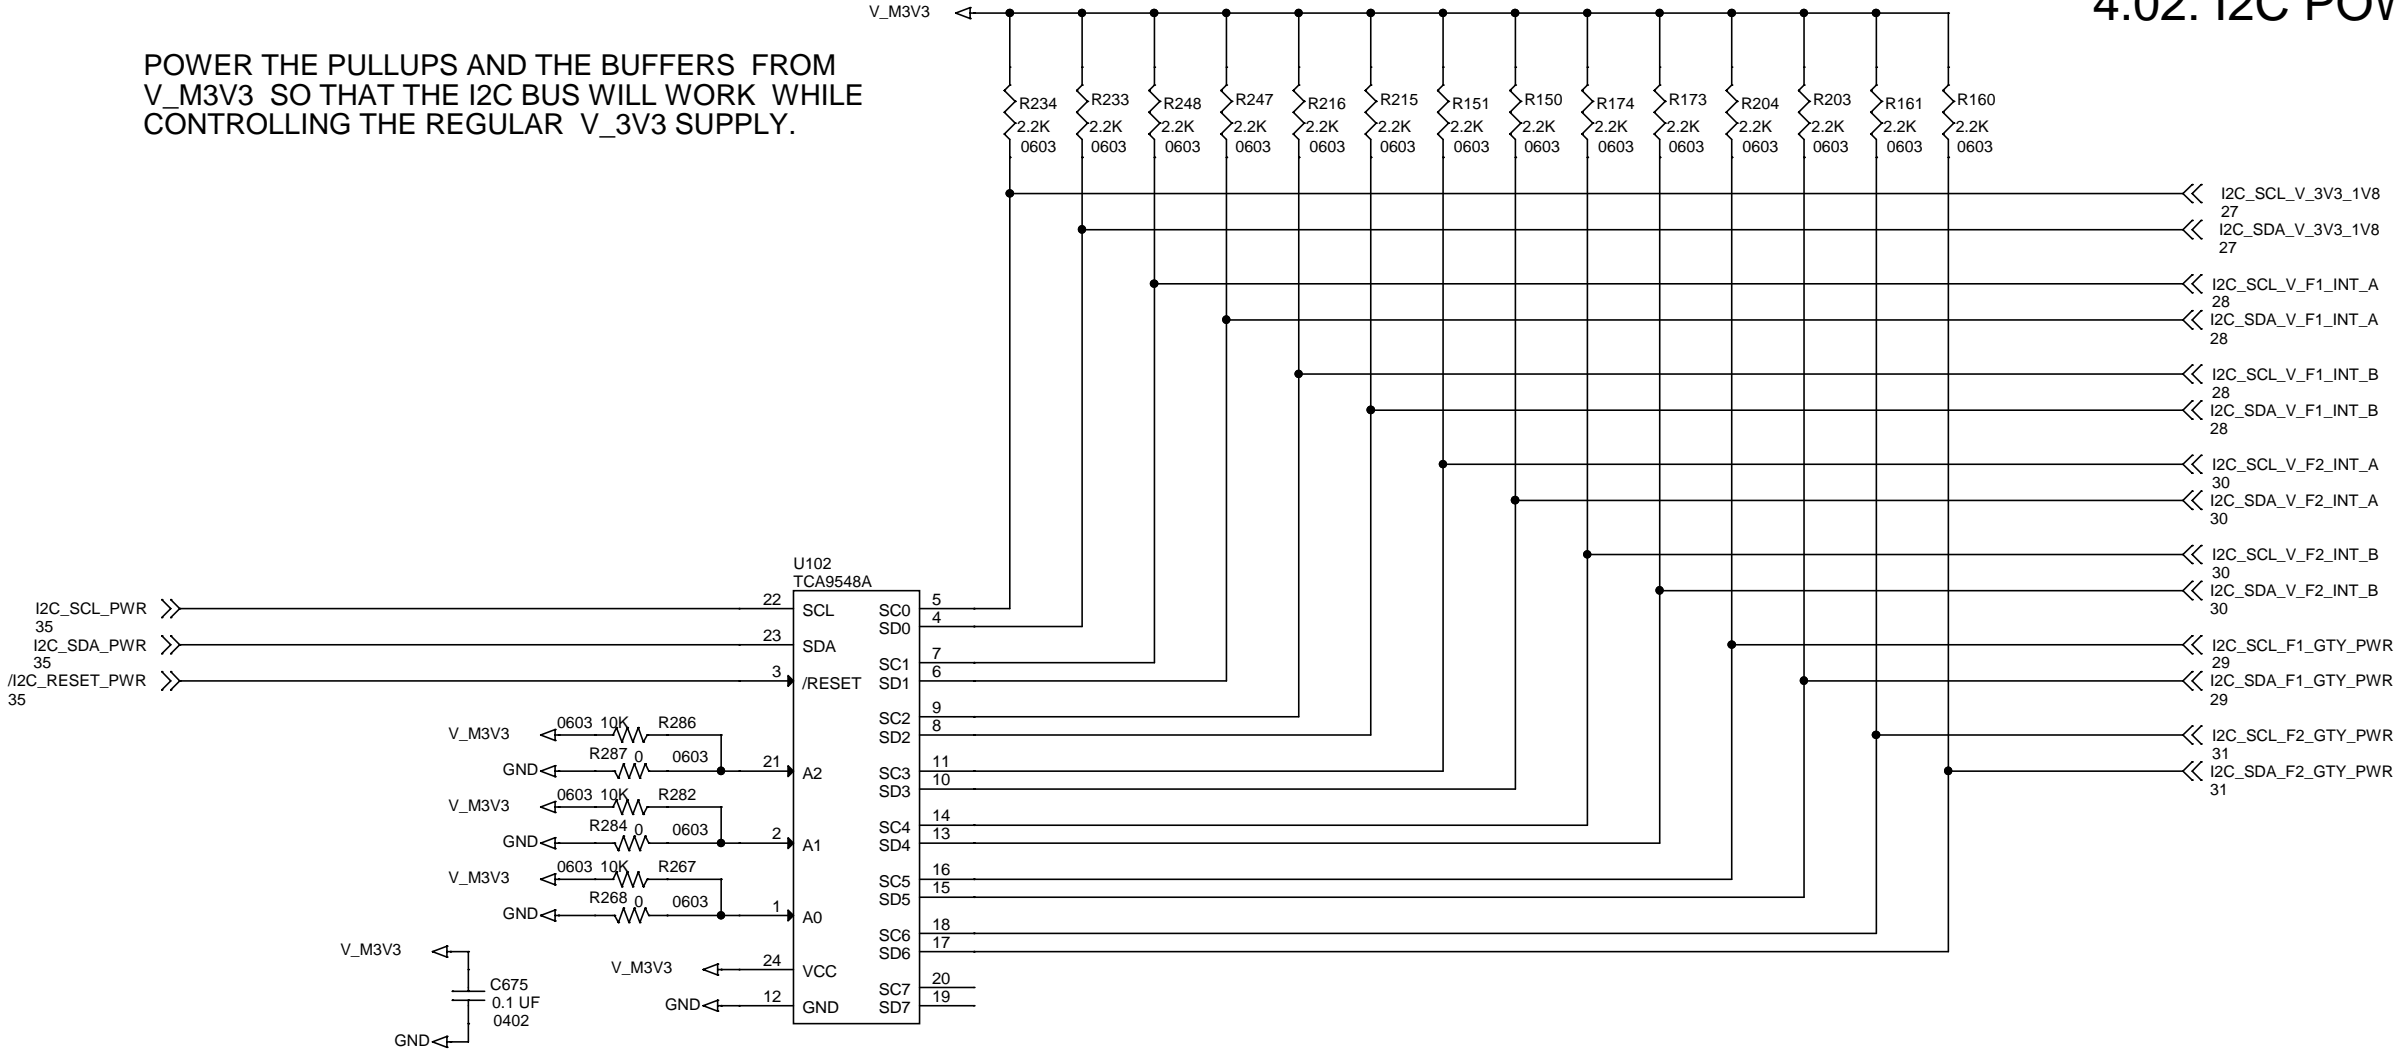 V_M3V3
4.02: I2C POW
POWER THE PULLUPS AND THE BUFFERS FROM
V_M3V3 SO THAT THE I2C BUS WILL WORK WHILE
CONTROLLING THE REGULAR V_3V3 SUPPLY.
R234 R233 R248 R247 R216 R215 R151 R150 R174 R173 R204 R203 R161 R160
2.2K 2.2K 2.2K 2.2K 2.2K 2.2K 2.2K 2.2K 2.2K 2.2K 2.2K 2.2K 2.2K 2.2K
0603 0603 0603 0603 0603 0603 0603 0603 0603 0603 0603 0603 0603 0603
I2C_SCL_V_3V3_1V8
27
I2C_SDA_V_3V3_1V8
27
I2C_SCL_V_F1_INT_A
28
I2C_SDA_V_F1_INT_A
28
I2C_SCL_V_F1_INT_B
28
I2C_SDA_V_F1_INT_B
28
I2C_SCL_V_F2_INT_A
30
I2C_SDA_V_F2_INT_A
30
I2C_SCL_V_F2_INT_B
30
I2C_SDA_V_F2_INT_B
30
I2C_SCL_F1_GTY_PWR
29
I2C_SDA_F1_GTY_PWR
29
I2C_SCL_F2_GTY_PWR
31
I2C_SDA_F2_GTY_PWR
31
U102
TCA9548A
I2C_SCL_PWR
35
I2C_SDA_PWR
35
/I2C_RESET_PWR
35
22 SCL
23 SDA
3 /RESET
V_M3V3 0603 10K R286
GND R287 0 0603 21 A2
V_M3V3 0603 10K R282
GND R284 0 0603 2 A1
V_M3V3 0603 10K R267
GND R268 0 0603 1 A0
V_M3V3 24 VCC
GND 12 GND
SC0 5
SD0 4
SC1 7
SD1 6
SC2 9
SD2 8
SC3 11
SD3 10
SC4 14
SD4 13
SC5 16
SD5 15
SC6 18
SD6 17
SC7 20
SD7 19
V_M3V3
C675
0.1 UF
0402
GND